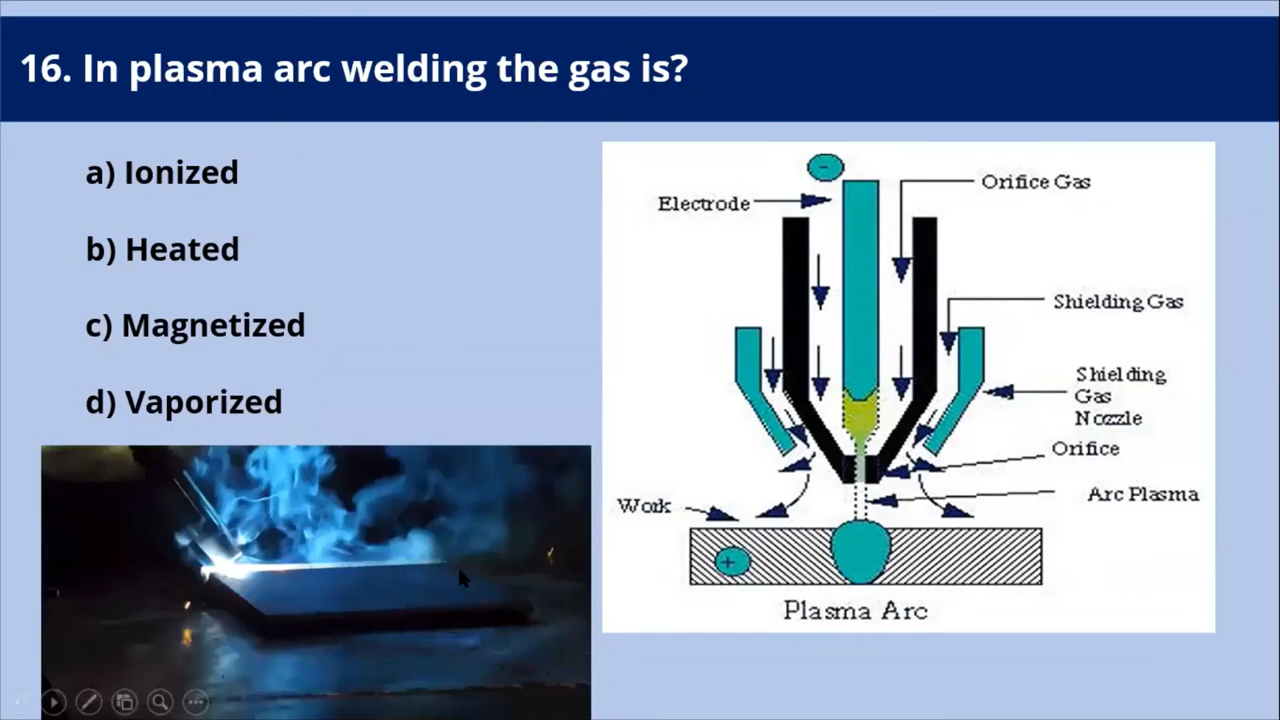 16. In plasma arc welding the gas is?
a) Ionized
b) Heated
c) Magnetized
d) Vaporized
-
Electrode
Orifice Gas
Shielding Gas
Shielding
Gas
Nozzle
Orifice
Arc Plasma
Work
+
Plasma Arc